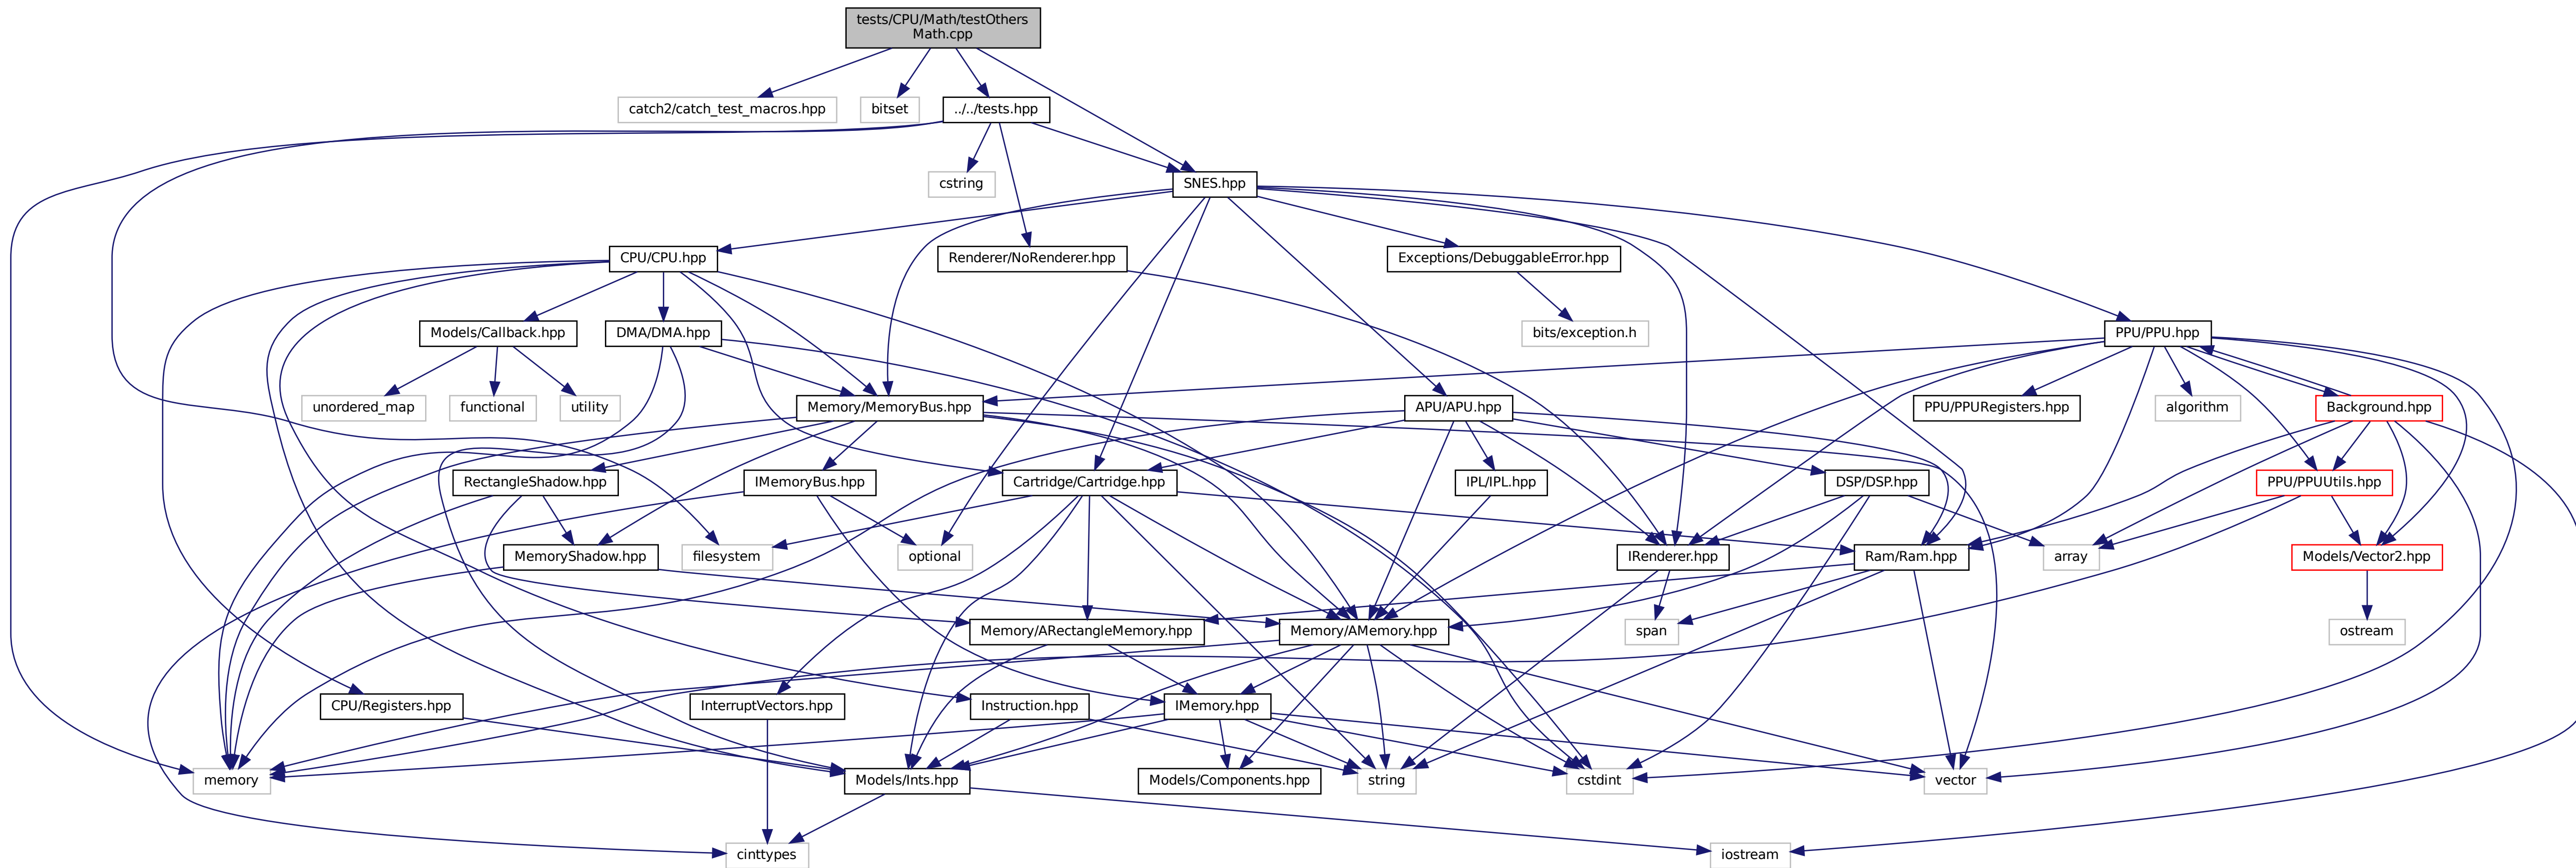 tests/CPU/Math/testOthers
Math.cpp
catch2/catch_test_macros.hpp
bitset
../../tests.hpp
cstring
SNES.hpp
CPU/CPU.hpp
Renderer/NoRenderer.hpp
Exceptions/DebuggableError.hpp
Models/Callback.hpp
DMA/DMA.hpp
bits/exception.h
PPU/PPU.hpp
unordered_map
functional
utility
Memory/MemoryBus.hpp
APU/APU.hpp
PPU/PPURegisters.hpp
algorithm
Background.hpp
RectangleShadow.hpp
IMemoryBus.hpp
Cartridge/Cartridge.hpp
IPL/IPL.hpp
DSP/DSP.hpp
PPU/PPUUtils.hpp
MemoryShadow.hpp
filesystem
optional
IRenderer.hpp
Ram/Ram.hpp
array
Models/Vector2.hpp
Memory/ARectangleMemory.hpp
Memory/AMemory.hpp
span
ostream
CPU/Registers.hpp
InterruptVectors.hpp
Instruction.hpp
IMemory.hpp
memory
Models/Ints.hpp
Models/Components.hpp
string
cstdint
vector
cinttypes
iostream